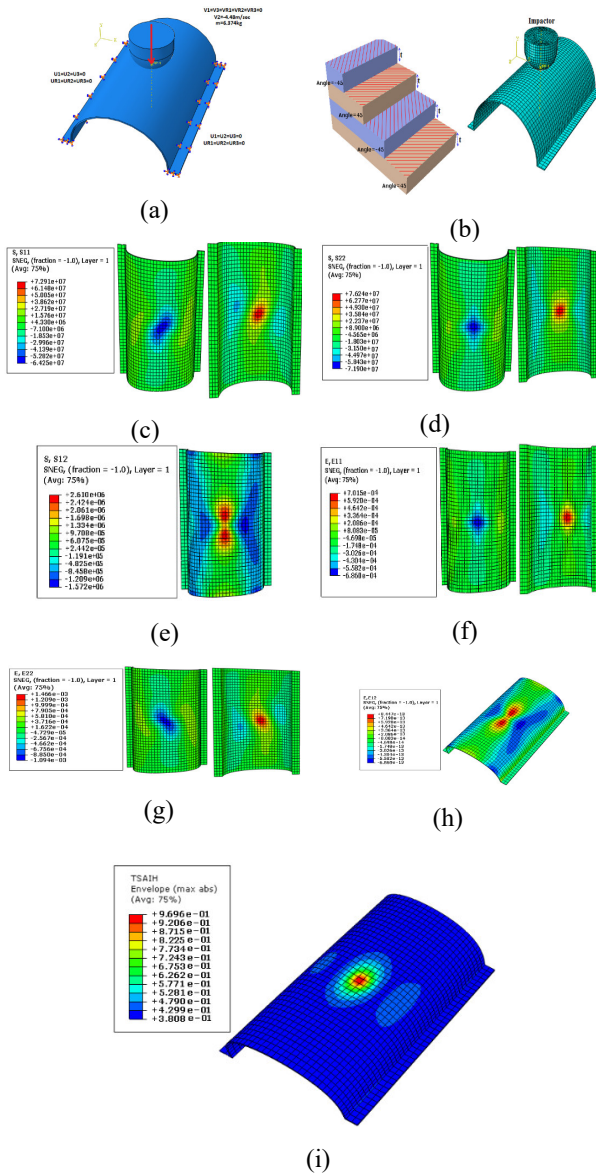 V1=V3=VR1=VR2=VR3=0
V2=-4.48m/sec
m=6.374kg
U1=U2=U3=0
UR1=UR2=UR3=0
U1=U2=U3=0
UR1=UR2=UR3=0
(a)
Impactor
Angle=-45
Angle=45
Angle=-45
Angle=45
t
t
t
t
(b)
S, S11
SNEG, (fraction = -1.0), Layer = 1
(Avg: 75%)
+7.291e+07
+6.148e+07
+5.005e+07
+3.862e+07
+2.719e+07
+1.576e+07
+4.330e+06
-7.100e+06
-1.853e+07
-2.996e+07
-4.139e+07
-5.282e+07
-6.425e+07
(c)
S, S22
SNEG, (fraction = -1.0), Layer = 1
(Avg: 75%)
+7.624e+07
+6.277e+07
+4.930e+07
+3.584e+07
+2.237e+07
+8.900e+06
-4.565e+06
-1.803e+07
-3.150e+07
-4.497e+07
-5.843e+07
-7.190e+07
(d)
S, S12
SNEG, (fraction = -1.0), Layer = 1
(Avg: 75%)
+2.424e+06
+2.061e+06
+1.698e+06
+1.334e+06
+9.708e+05
+6.075e+05
+2.442e+05
-1.191e+05
-4.825e+05
-8.458e+05
-1.209e+06
-1.572e+06
(e)
E, E11
SNEG, (fraction = -1.0), Layer = 1
(Avg: 75%)
+5.920e-04
+4.642e-04
+3.364e-04
+2.086e-04
-1.748e-04
-3.026e-04
-4.304e-04
-5.582e-04
-6.860e-04
(f)
E, E22
SNEG, (fraction = -1.0), Layer = 1
(Avg: 75%)
+1.209e-03
+9.999e-04
+7.905e-04
+5.810e-04
+3.716e-04
+1.622e-04
-4.729e-05
-2.567e-04
-4.662e-04
-6.756e-04
-8.850e-04
-1.094e-03
(g)
SNEG, (fraction = -1.0), Layer = 1
(Avg: 75%)
(h)
TSAIH
Envelope (max abs)
(Avg: 75%)
+9.696e-01
+9.206e-01
+8.715e-01
+8.225e-01
+7.734e-01
+7.243e-01
+6.753e-01
+6.262e-01
+5.771e-01
+5.281e-01
+4.790e-01
+4.299e-01
+3.808e-01
(i)